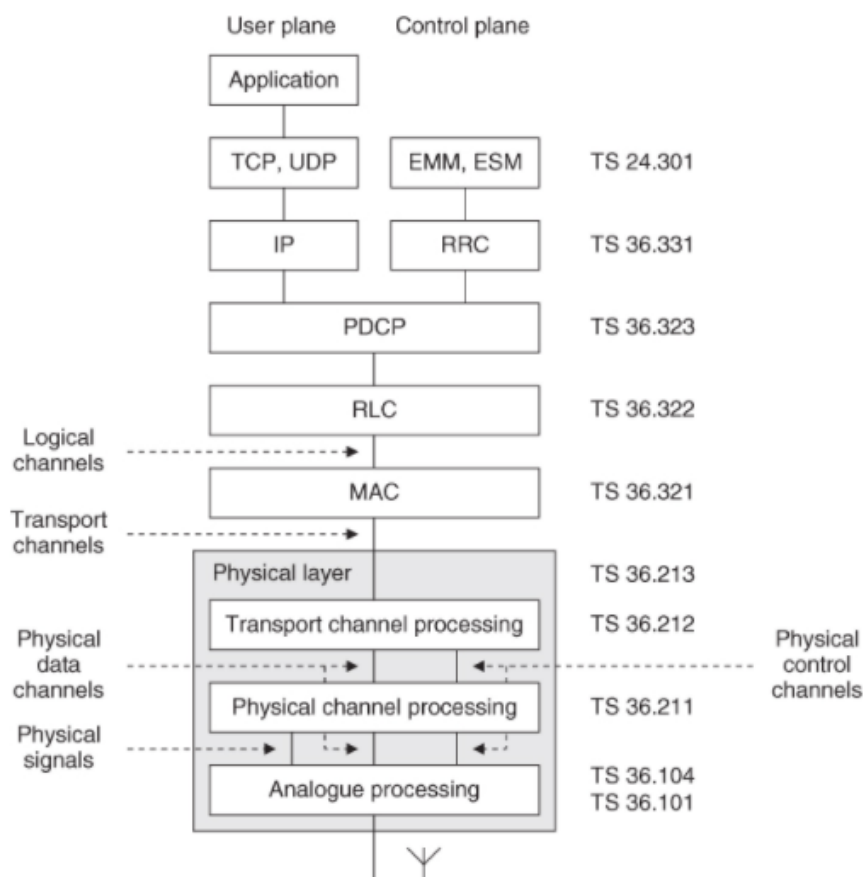 User plane
Control plane
Application
TCP, UDP
EMM, ESM
TS 24.301
IP
RRC
TS 36.331
PDCP
TS 36.323
RLC
TS 36.322
Logical
channels
MAC
TS 36.321
Transport
channels
Physical layer
TS 36.213
Transport channel processing
TS 36.212
Physical
data
channels
Physical
control
channels
Physical channel processing
TS 36.211
Physical
signals
Analogue processing
TS 36.104
TS 36.101